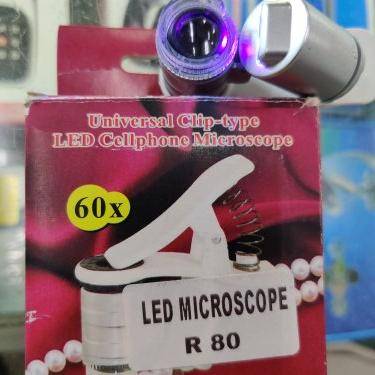 Universal Clip-type
LED Cellphone Microscope
60x
LED MICROSCOPE
R 80